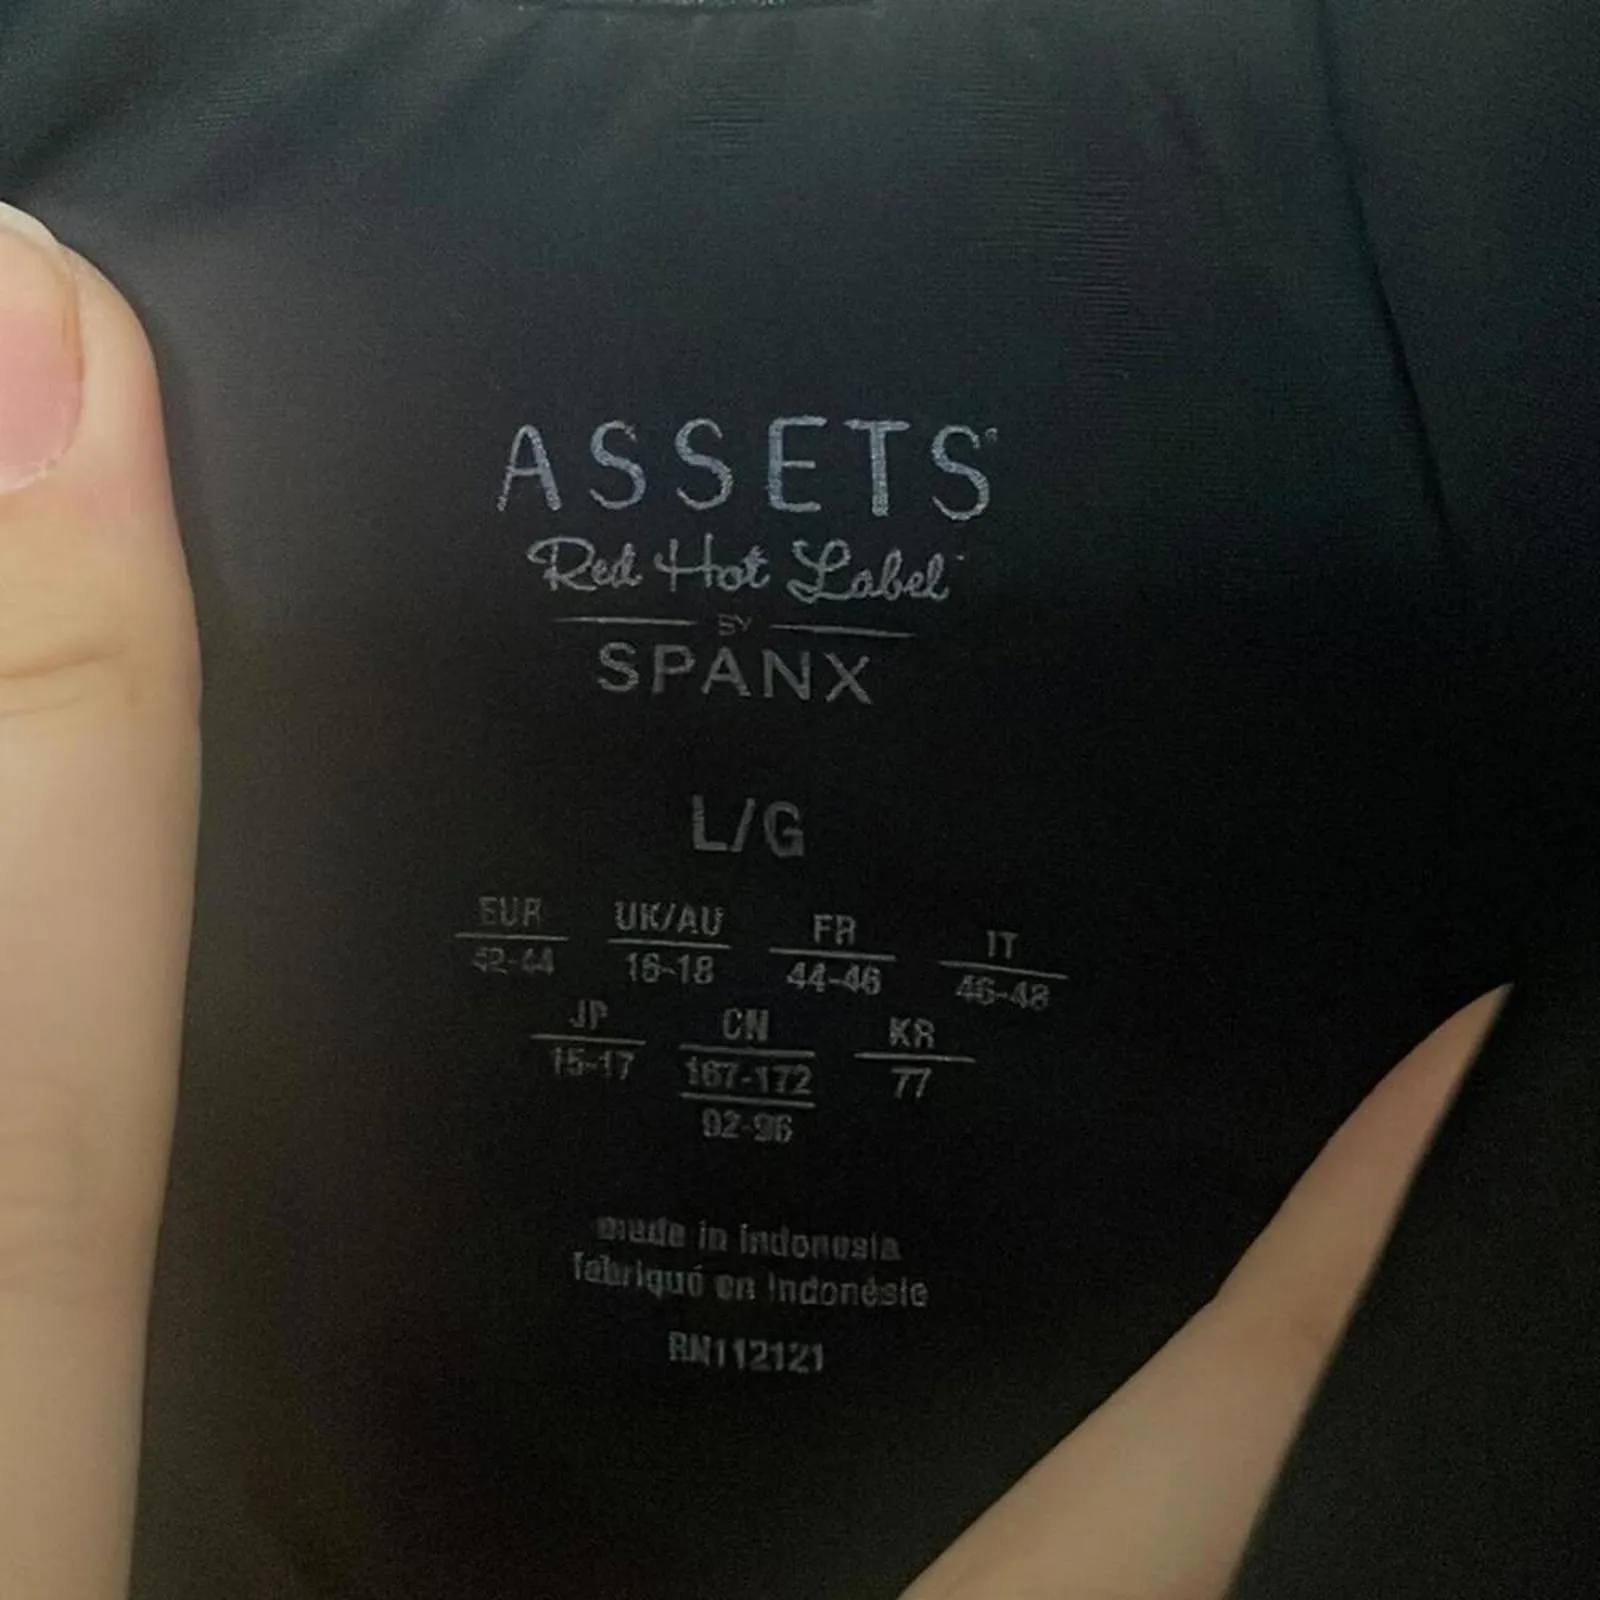 ASSETS®
Red Hot Label™
BY
SPANX
L/G
EUR UK/AU FR IT
42-44 16-18 44-46 46-48
JP CN KR
15-17 167-172 77
92-96
made in indonesia
fabriqué en indonésie
RN112121